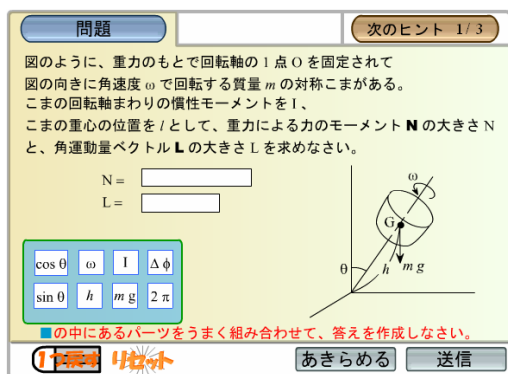 問題
次のヒント 1/3
図のように、重力のもとで回転軸の1点Oを固定されて
図の向きに角速度ωで回転する質量mの対称こまがある。
こまの回転軸まわりの慣性モーメントをI、
こまの重心の位置をlとして、重力による力のモーメントNの大きさN
と、角運動量ベクトルLの大きさLを求めなさい。
N=
L=
ω
G
θ
h
mg
cosθ ω I Δφ
sinθ h mg 2π
■の中にあるパーツをうまく組み合わせて、答えを作成しなさい。
1つ戻す リセット あきらめる 送信